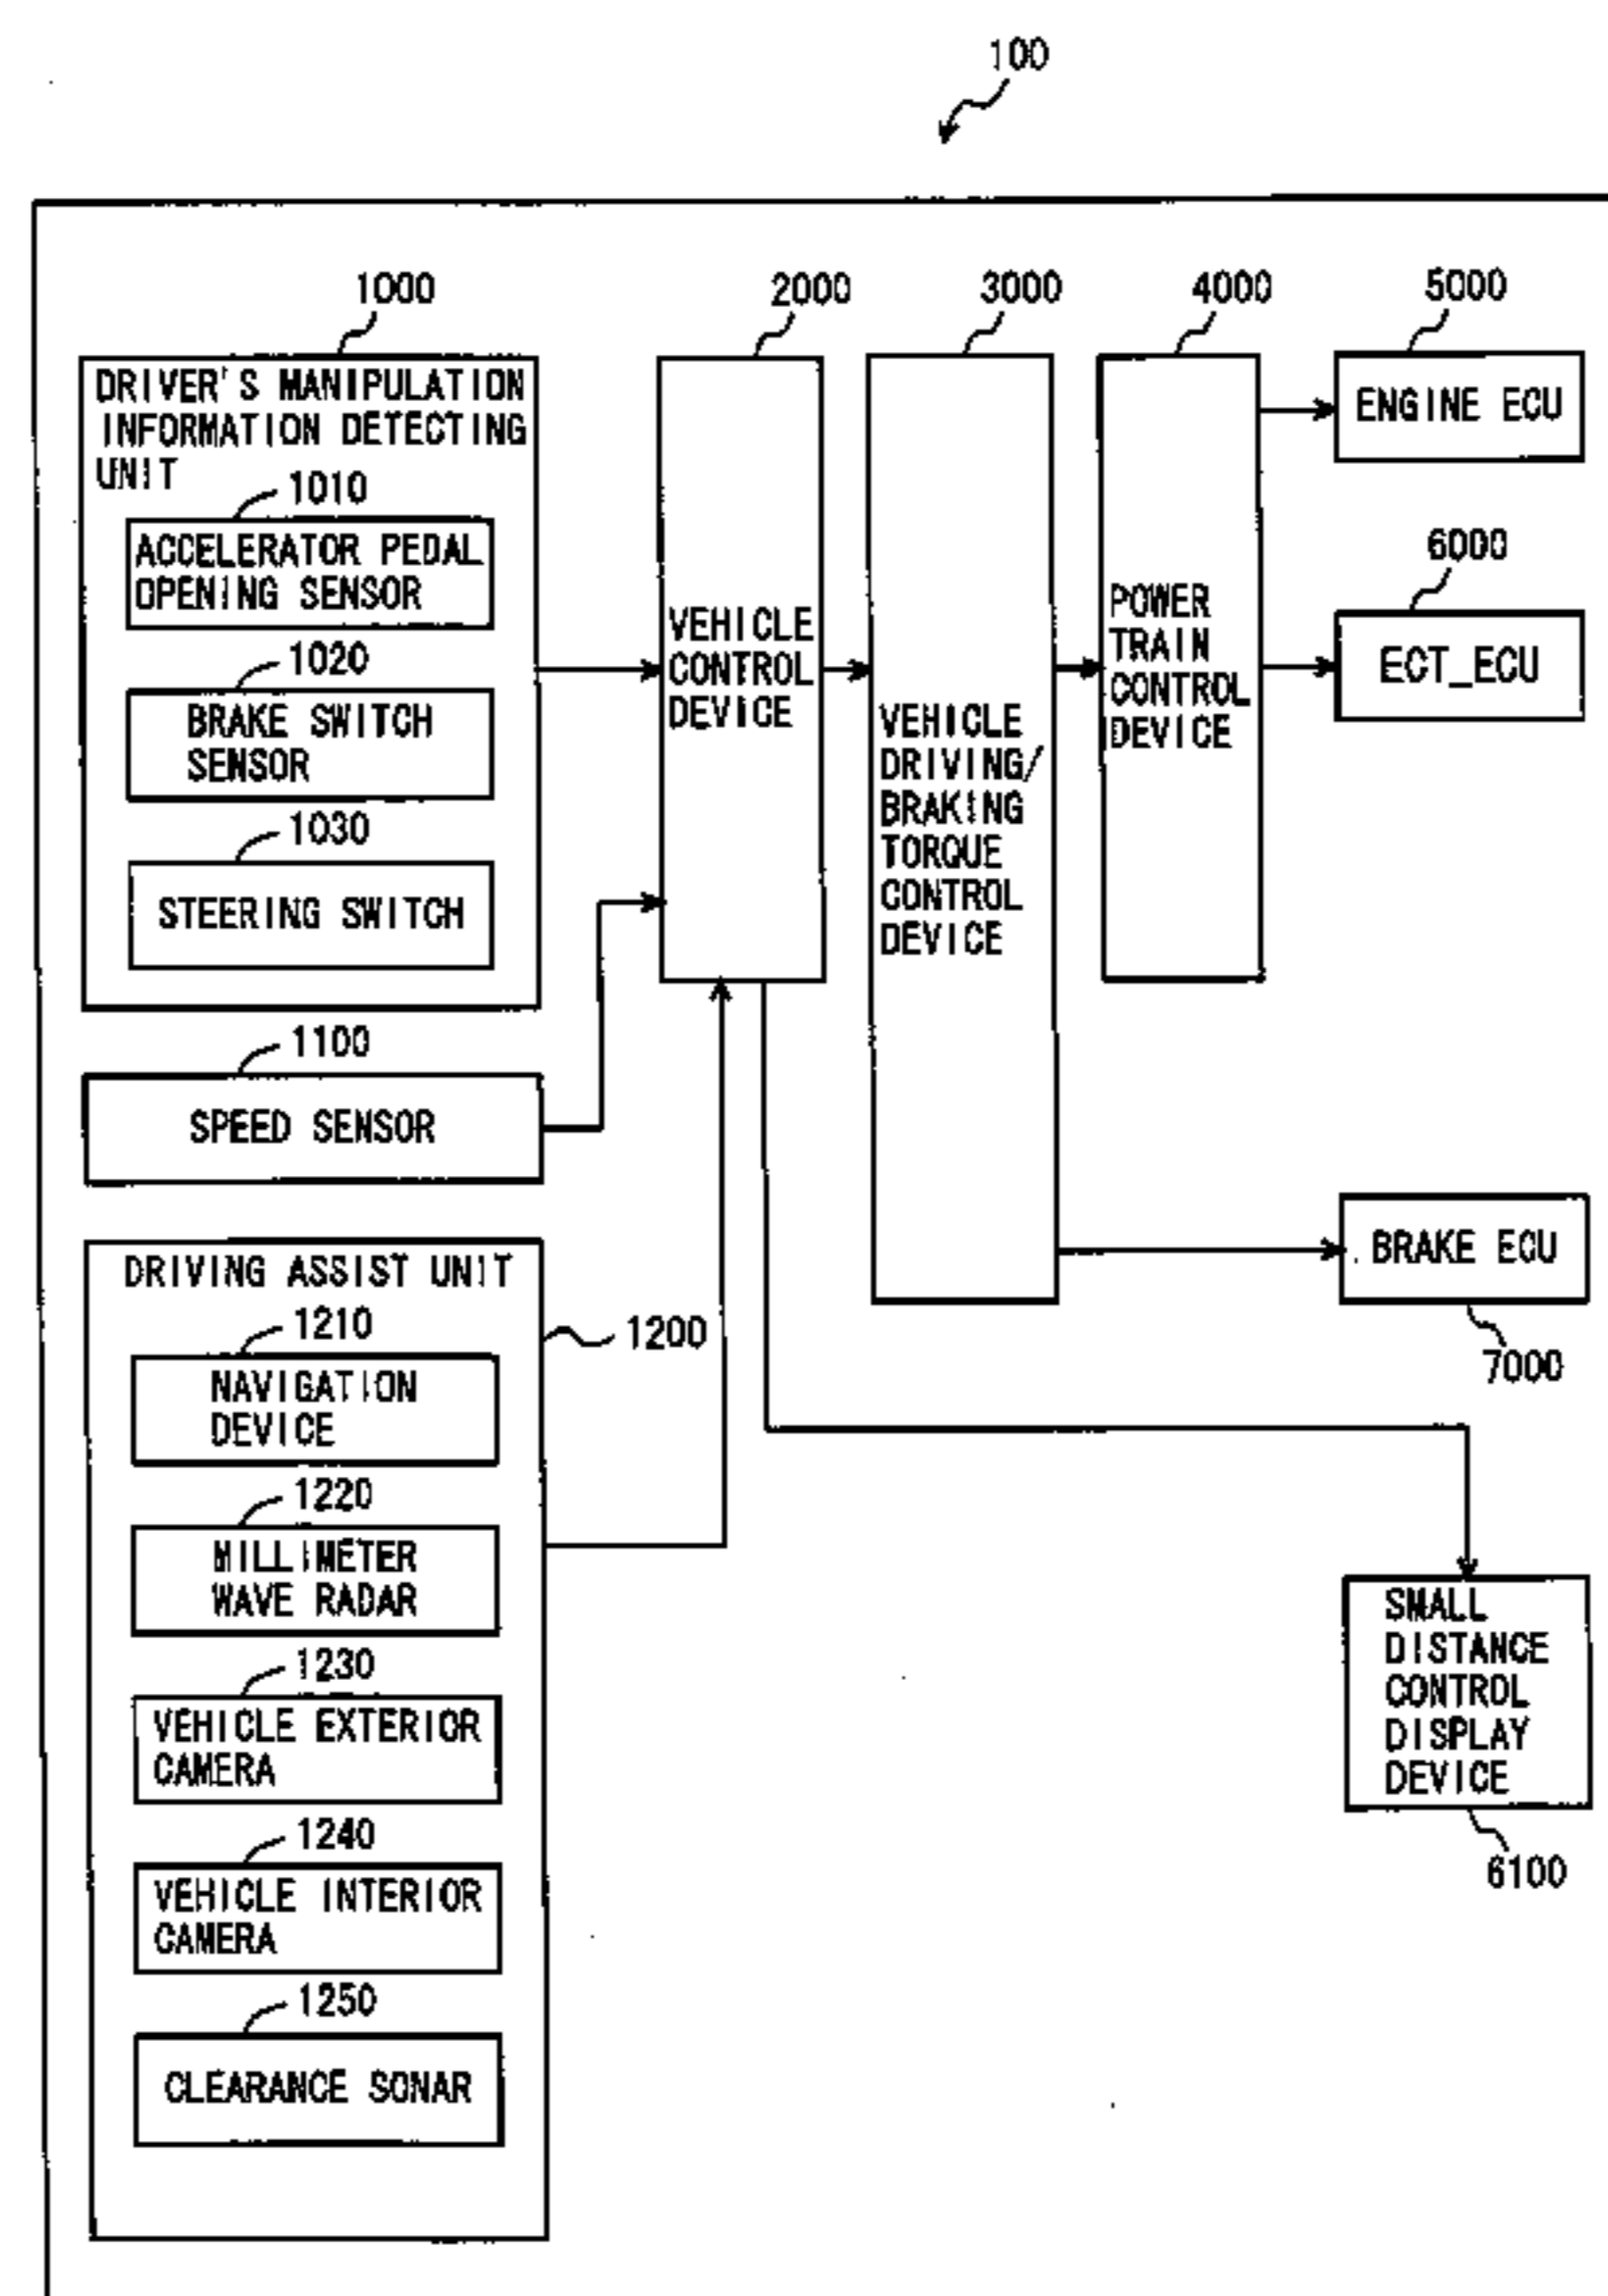 100
1000
DRIVER'S MANIPULATION
INFORMATION DETECTING
UNIT
1010
ACCELERATOR PEDAL
OPENING SENSOR
1020
BRAKE SWITCH
SENSOR
1030
STEERING SWITCH
1100
SPEED SENSOR
DRIVING ASSIST UNIT
1200
1210
NAVIGATION
DEVICE
1220
MILLIMETER
WAVE RADAR
1230
VEHICLE EXTERIOR
CAMERA
1240
VEHICLE INTERIOR
CAMERA
1250
CLEARANCE SONAR
2000
VEHICLE
CONTROL
DEVICE
3000
VEHICLE
DRIVING/
BRAKING
TORQUE
CONTROL
DEVICE
4000
POWER
TRAIN
CONTROL
DEVICE
5000
ENGINE ECU
6000
ECT_ECU
BRAKE ECU
7000
SMALL
DISTANCE
CONTROL
DISPLAY
DEVICE
6100